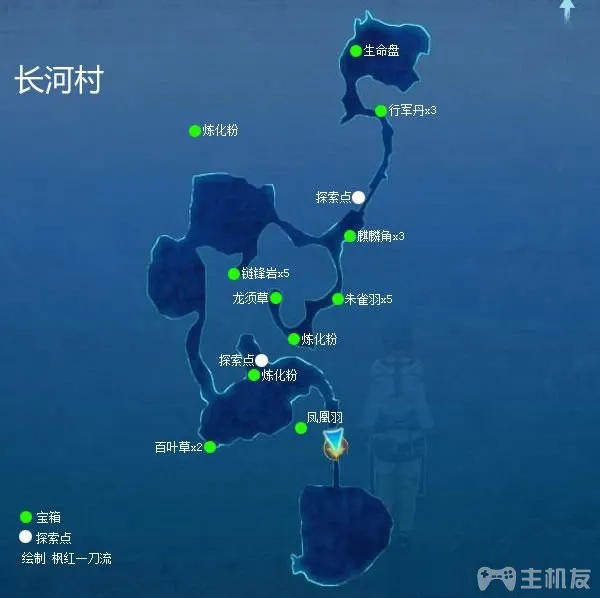 生命盘
长河村
行军丹x3
炼化粉
探索点
麒麟角x3
链锋岩x5
龙须草
朱雀羽x5
炼化粉
探索点
炼化粉
凤凰羽
百叶草x2
宝箱
探索点
绘制 枫红一刀流
主机友